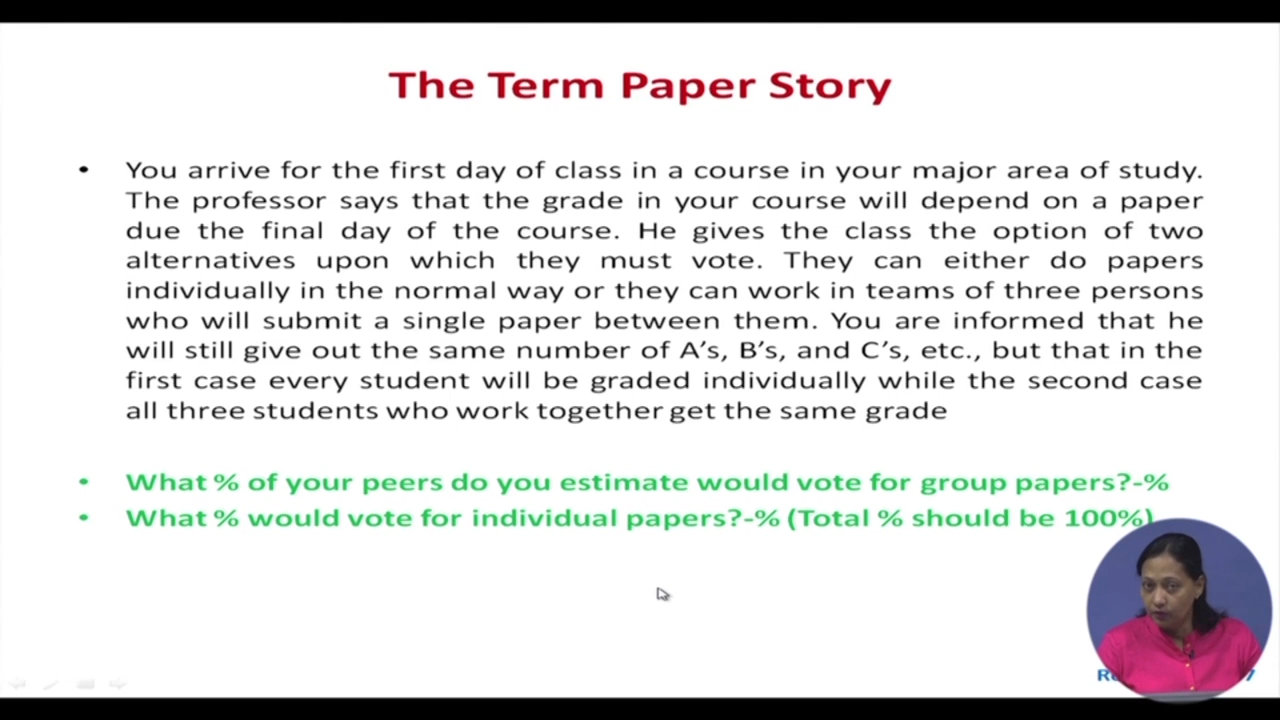 The Term Paper Story
• You arrive for the first day of class in a course in your major area of study.
The professor says that the grade in your course will depend on a paper
due the final day of the course. He gives the class the option of two
alternatives upon which they must vote. They can either do papers
individually in the normal way or they can work in teams of three persons
who will submit a single paper between them. You are informed that he
will still give out the same number of A's, B's, and C's, etc., but that in the
first case every student will be graded individually while the second case
all three students who work together get the same grade
• What % of your peers do you estimate would vote for group papers?-%
• What % would vote for individual papers?-% (Total % should be 100%)